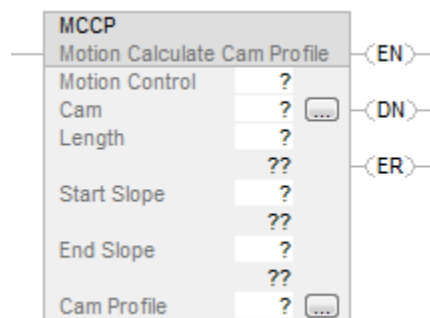 MCCP
Motion Calculate Cam Profile (EN)
Motion Control ?
Cam ? ... (DN)
Length ?
?? (ER)
Start Slope ?
??
End Slope ?
??
Cam Profile ? ...